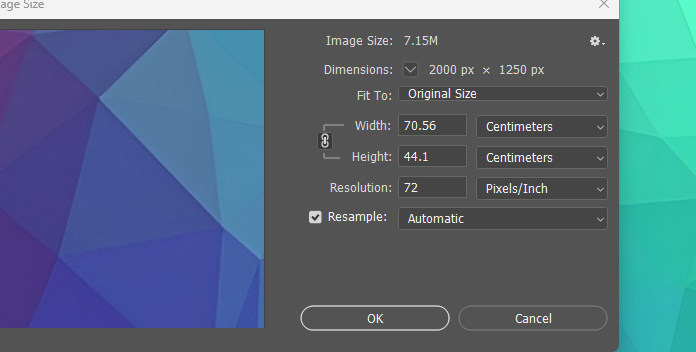 age Size
Image Size: 7.15M
Dimensions: 2000 px × 1250 px
Fit To: Original Size
Width: 70.56 Centimeters
Height: 44.1 Centimeters
Resolution: 72 Pixels/Inch
Resample: Automatic
OK Cancel